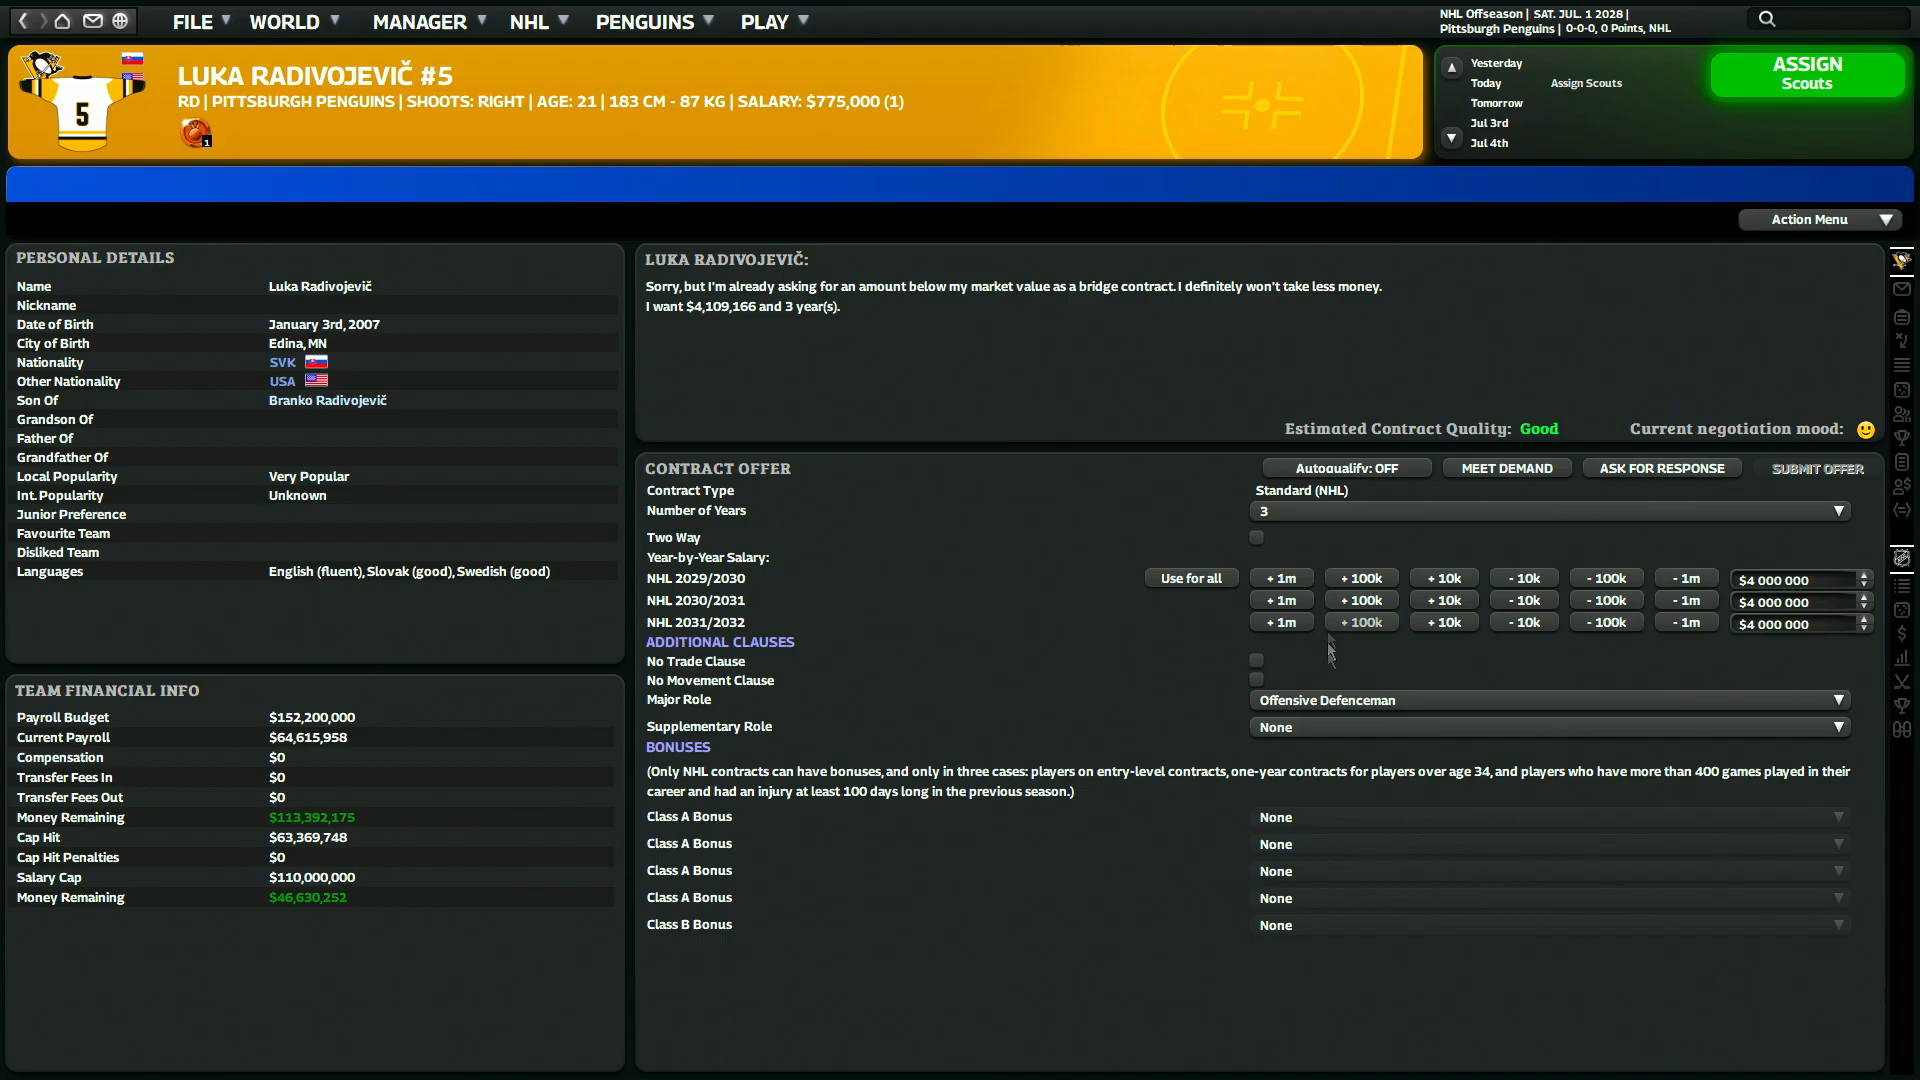 FILE WORLD MANAGER NHL PENGUINS PLAY
NHL Offseason | SAT. JUL. 1 2028 |
Pittsburgh Penguins | 0-0-0, 0 Points, NHL
5
LUKA RADIVOJEVIČ #5
RD | PITTSBURGH PENGUINS | SHOOTS: RIGHT | AGE: 21 | 183 CM - 87 KG | SALARY: $775,000 (1)
1
Yesterday
Today Assign Scouts
Tomorrow
Jul 3rd
Jul 4th
ASSIGN
Scouts
Action Menu
PERSONAL DETAILS
Name Luka Radivojevič
Nickname
Date of Birth January 3rd, 2007
City of Birth Edina, MN
Nationality SVK
Other Nationality USA
Son Of Branko Radivojevič
Grandson Of
Father Of
Grandfather Of
Local Popularity Very Popular
Int. Popularity Unknown
Junior Preference
Favourite Team
Disliked Team
Languages English (fluent), Slovak (good), Swedish (good)
TEAM FINANCIAL INFO
Payroll Budget $152,200,000
Current Payroll $64,615,958
Compensation $0
Transfer Fees In $0
Transfer Fees Out $0
Money Remaining $113,392,175
Cap Hit $63,369,748
Cap Hit Penalties $0
Salary Cap $110,000,000
Money Remaining $46,630,252
LUKA RADIVOJEVIČ:
Sorry, but I'm already asking for an amount below my market value as a bridge contract. I definitely won't take less money.
I want $4,109,166 and 3 year(s).
Estimated Contract Quality: Good Current negotiation mood:
CONTRACT OFFER Autoqualify: OFF MEET DEMAND ASK FOR RESPONSE SUBMIT OFFER
Contract Type Standard (NHL)
Number of Years 3
Two Way
Year-by-Year Salary:
NHL 2029/2030 Use for all + 1m + 100k + 10k - 10k - 100k - 1m $4 000 000
NHL 2030/2031 + 1m + 100k + 10k - 10k - 100k - 1m $4 000 000
NHL 2031/2032 + 1m + 100k + 10k - 10k - 100k - 1m $4 000 000
ADDITIONAL CLAUSES
No Trade Clause
No Movement Clause
Major Role Offensive Defenceman
Supplementary Role None
BONUSES
(Only NHL contracts can have bonuses, and only in three cases: players on entry-level contracts, one-year contracts for players over age 34, and players who have more than 400 games played in their
career and had an injury at least 100 days long in the previous season.)
Class A Bonus None
Class A Bonus None
Class A Bonus None
Class A Bonus None
Class B Bonus None